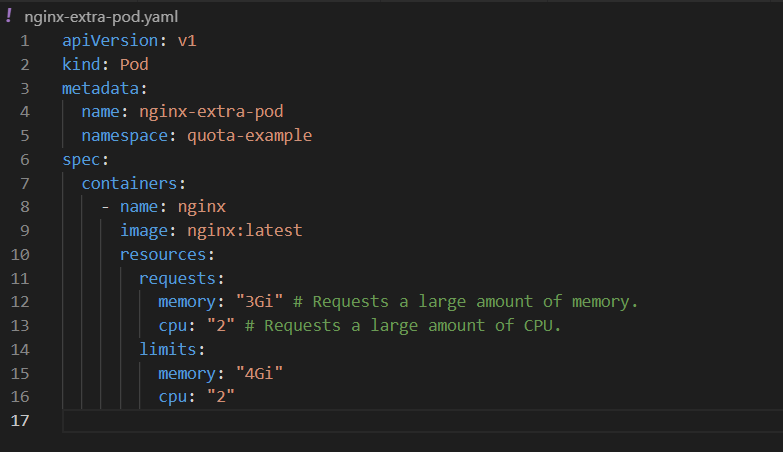 ! nginx-extra-pod.yaml
1 apiVersion: v1
2 kind: Pod
3 metadata:
4   name: nginx-extra-pod
5   namespace: quota-example
6 spec:
7   containers:
8     - name: nginx
9       image: nginx:latest
10       resources:
11         requests:
12           memory: "3Gi" # Requests a large amount of memory.
13           cpu: "2" # Requests a large amount of CPU.
14         limits:
15           memory: "4Gi"
16           cpu: "2"
17